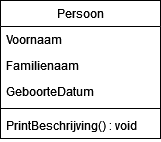 Persoon
Voornaam
Familienaam
GeboorteDatum
PrintBeschrijving() : void